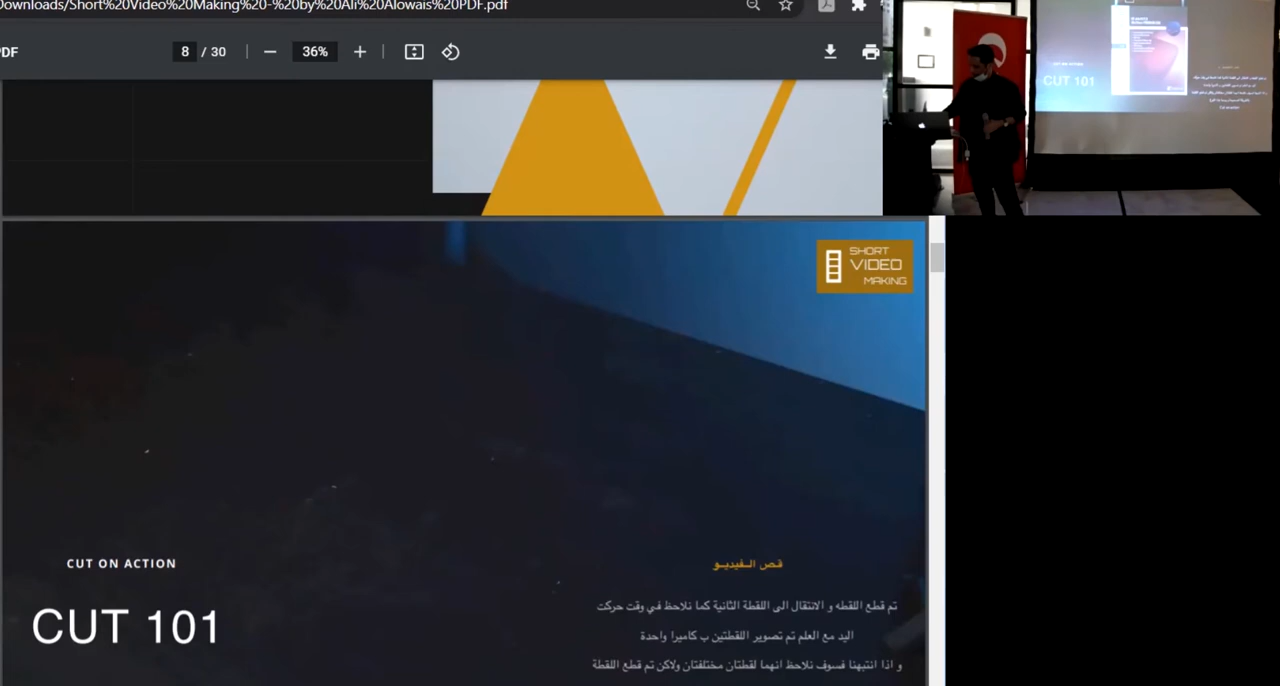 Downloads/Short%20Video%20Making%20-%20by%20Ali%20Alowais%20PDF.pdf
PDF
8 / 30
36%
CUT ON ACTION
CUT 101
SHORT
VIDEO
MAKING
CUT ON ACTION
CUT 101
قص الفيديو
تم قطع اللقطه و الانتقال الى اللقطة الثانية كما نلاحظ في وقت حركت
اليد مع العلم تم تصوير اللقطتين ب كاميرا واحدة
و اذا انتبهنا فسوف نلاحظ انهما لقطتان مختلفتان ولاكن تم قطع اللقطة